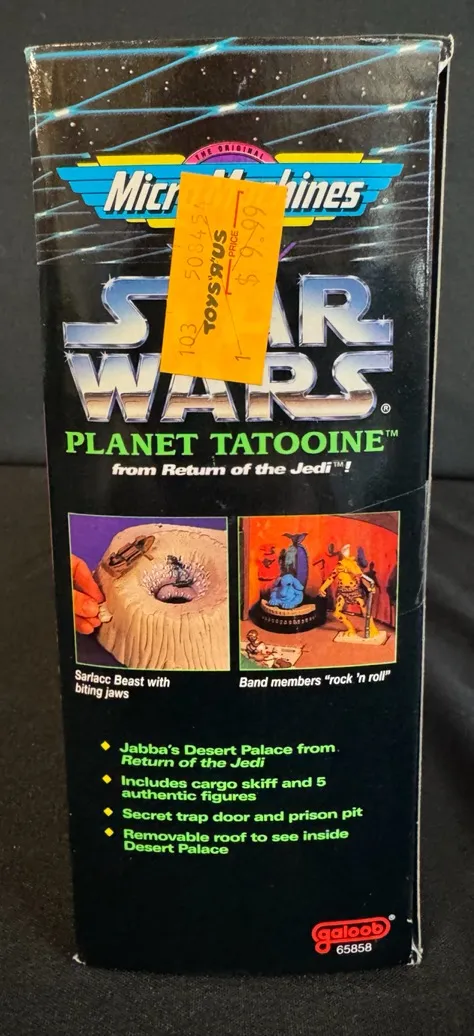 THE ORIGINAL
Micro Machines
103 508454
TOYS"R"US
PRICE
1 $ 9.99
STAR
WARS®
PLANET TATOOINE™
from Return of the Jedi™!
Sarlacc Beast with
biting jaws
Band members "rock 'n roll"
Jabba's Desert Palace from
Return of the Jedi
Includes cargo skiff and 5
authentic figures
Secret trap door and prison pit
Removable roof to see inside
Desert Palace
galoob®
65858